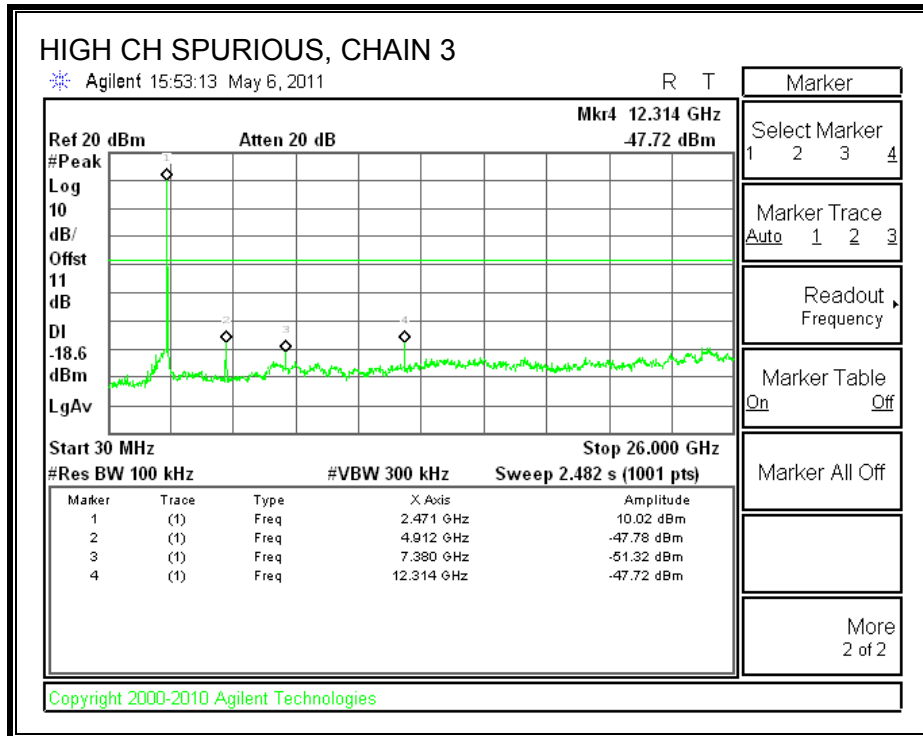 HIGH CH SPURIOUS, CHAIN 3
Agilent 15:53:13 May 6, 2011 R T
Mkr4 12.314 GHz
Ref 20 dBm Atten 20 dB -47.72 dBm
#Peak
Log
10
dB/
Offst
11
dB
DI
-18.6
dBm
LgAv
1
2
3
4
Start 30 MHz Stop 26.000 GHz
#Res BW 100 kHz #VBW 300 kHz Sweep 2.482 s (1001 pts)
Marker Trace Type X Axis Amplitude
1 (1) Freq 2.471 GHz 10.02 dBm
2 (1) Freq 4.912 GHz -47.78 dBm
3 (1) Freq 7.380 GHz -51.32 dBm
4 (1) Freq 12.314 GHz -47.72 dBm
Marker
Select Marker
1 2 3 4
Marker Trace
Auto 1 2 3
Readout
Frequency
Marker Table
On Off
Marker All Off
More
2 of 2
Copyright 2000-2010 Agilent Technologies